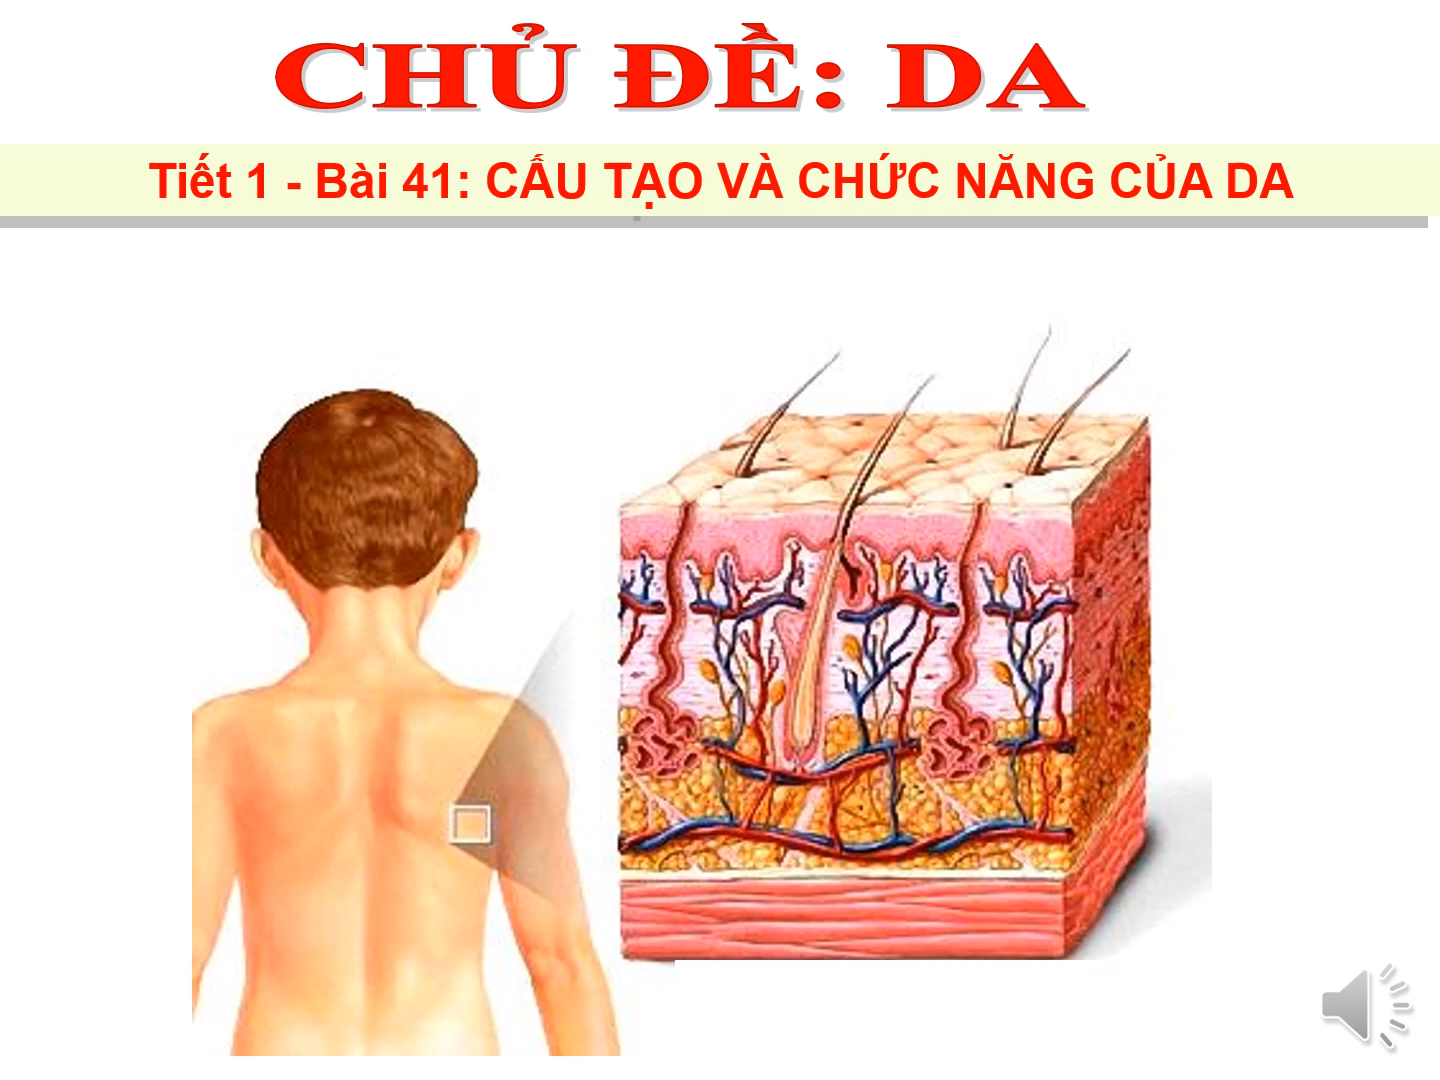 CHỦ ĐỀ: DA
Tiết 1 - Bài 41: CẤU TẠO VÀ CHỨC NĂNG CỦA DA